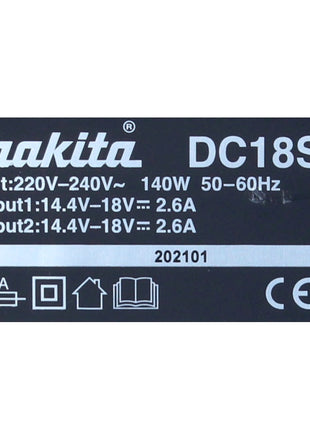 makita® DC18S
t:220V–240V~ 140W 50–60Hz
put1:14.4V–18V⎓ 2.6A
put2:14.4V–18V⎓ 2.6A
202101
A CE